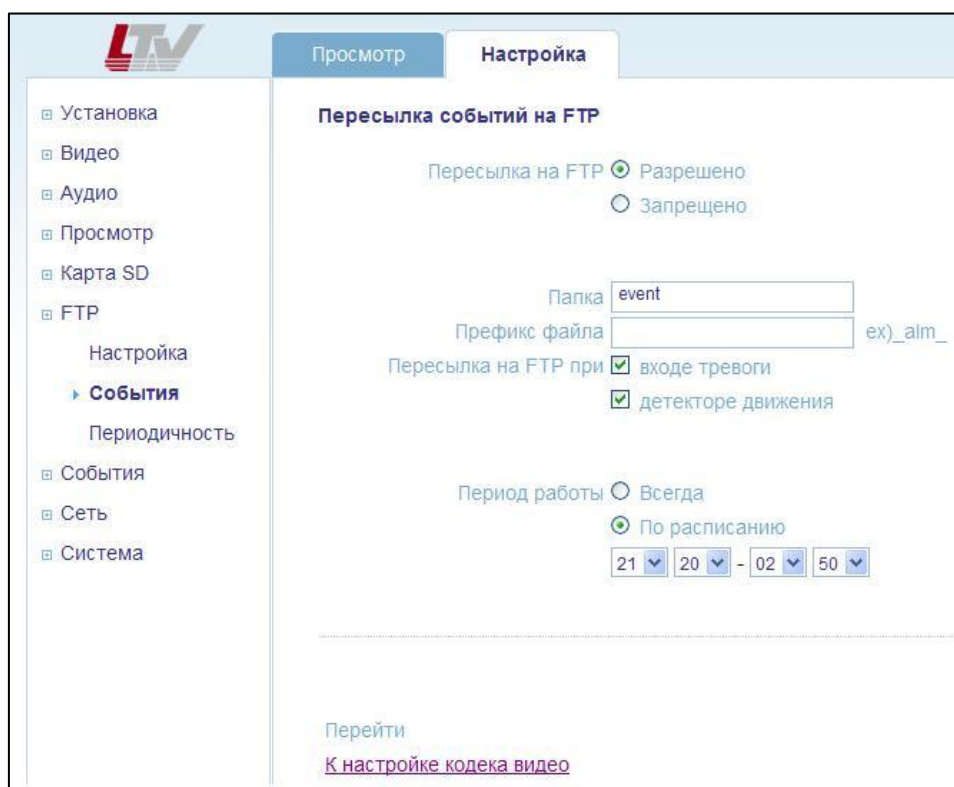 LTV
Просмотр
Настройка
Установка
Видео
Аудио
Просмотр
Карта SD
FTP
Настройка
События
Периодичность
События
Сеть
Система
Пересылка событий на FTP
Пересылка на FTP Разрешено
Запрещено
Папка event
Префикс файла ex)_alm_
Пересылка на FTP при входе тревоги
детекторе движения
Период работы Всегда
По расписанию
21 20 - 02 50
Перейти
К настройке кодека видео